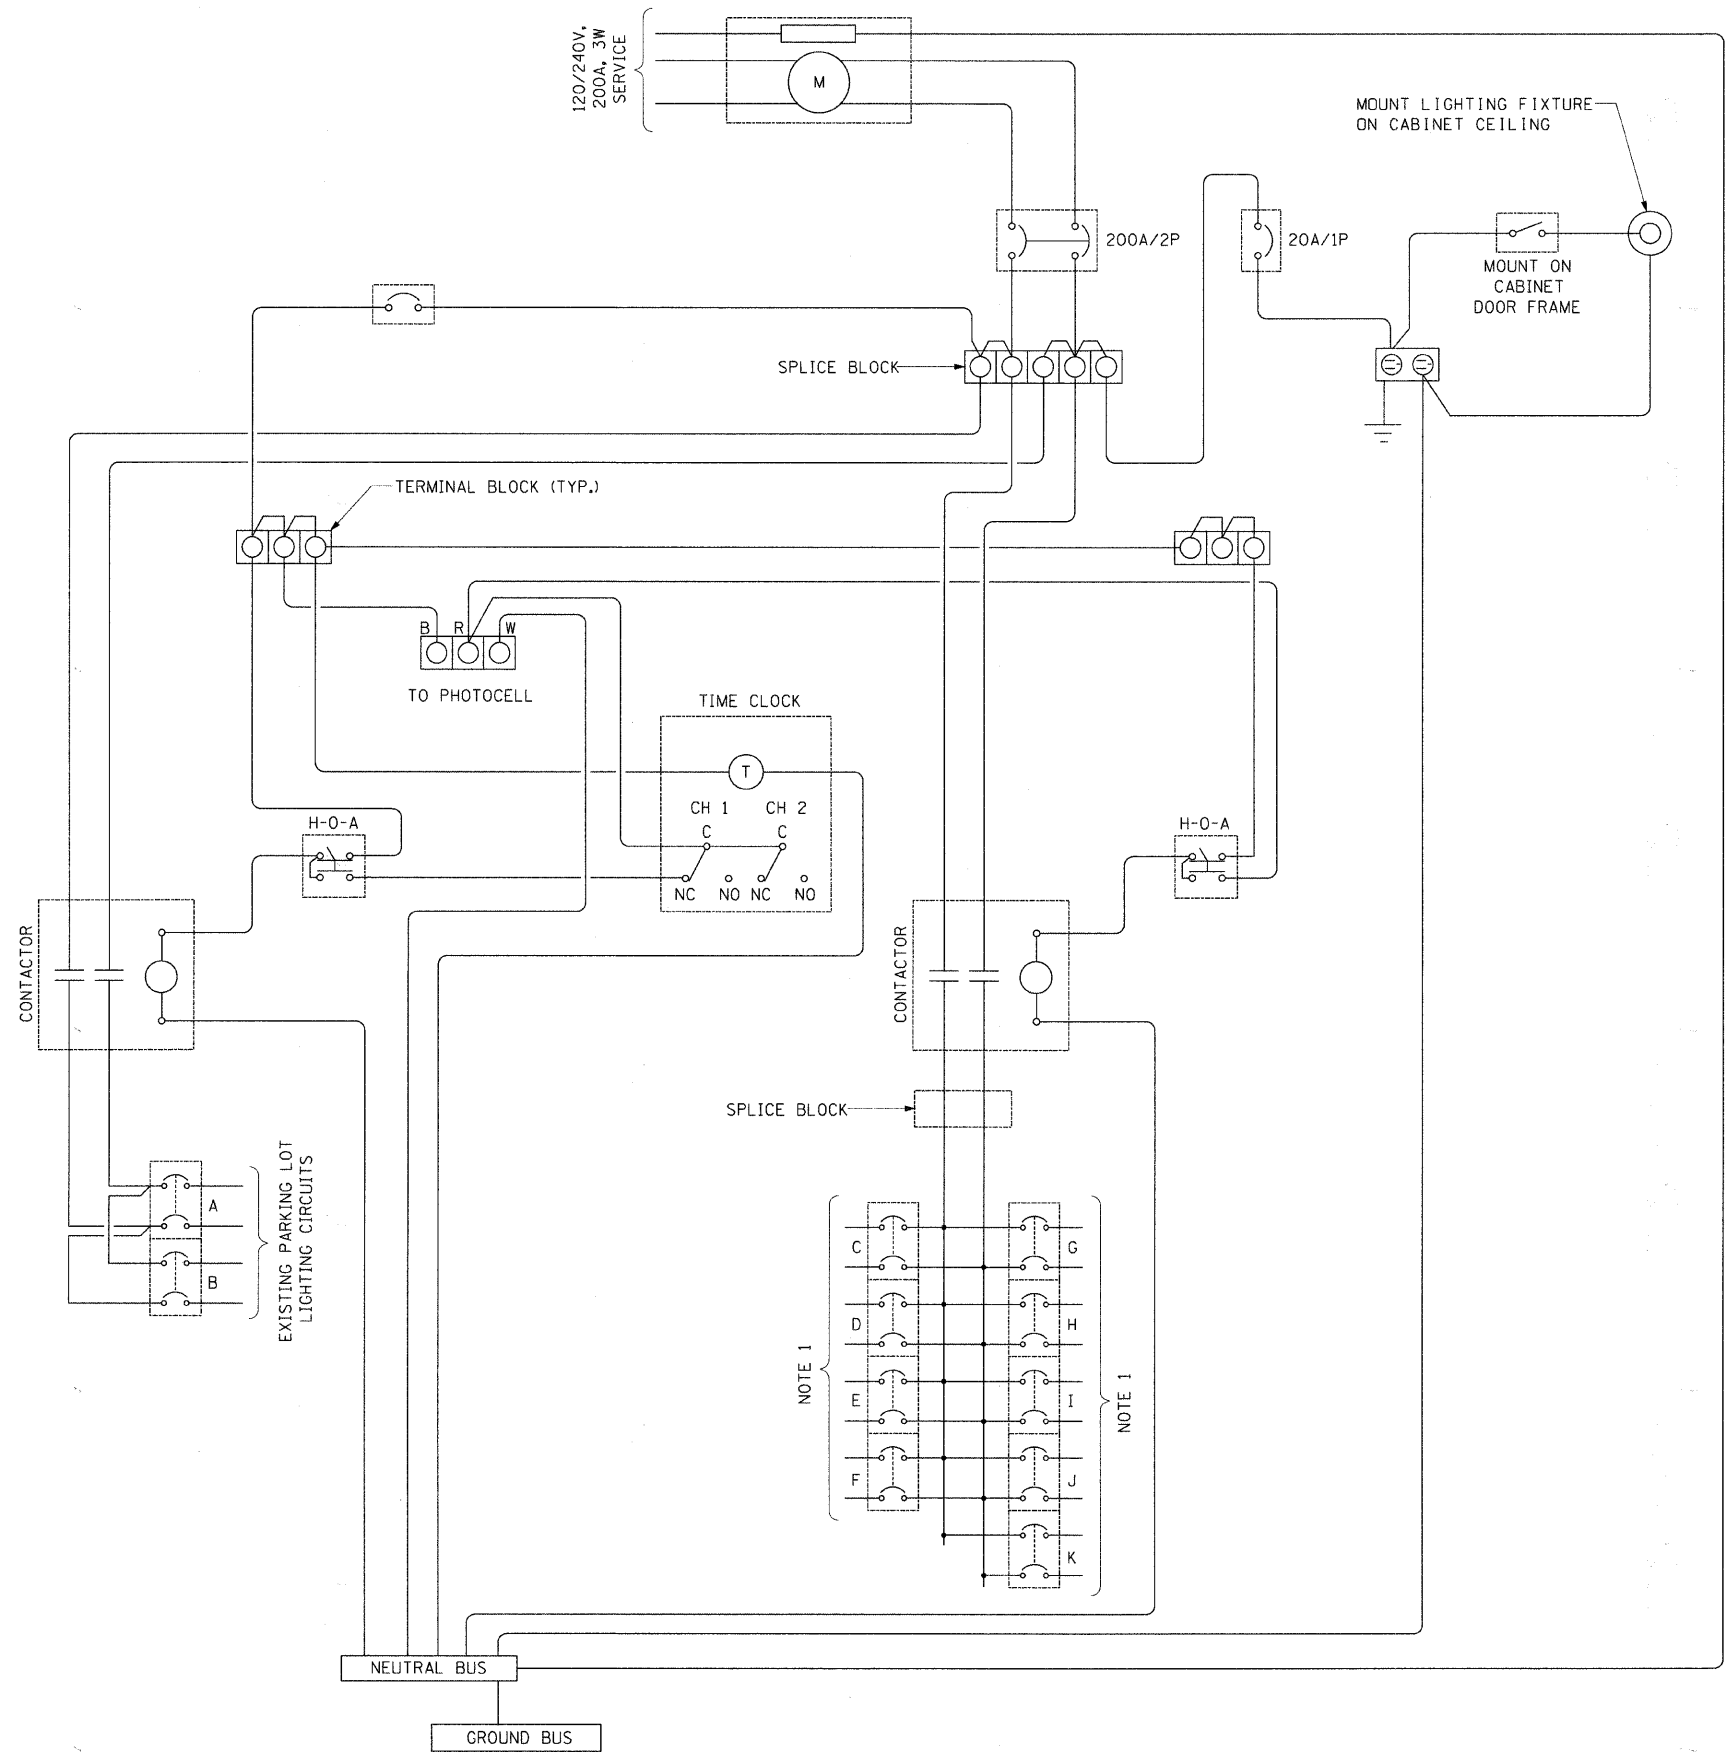 120/240V,
200A, 3W
SERVICE
M
MOUNT LIGHTING FIXTURE
ON CABINET CEILING
200A/2P
20A/1P
MOUNT ON
CABINET
DOOR FRAME
SPLICE BLOCK
TERMINAL BLOCK (TYP.)
B R W
TO PHOTOCELL
TIME CLOCK
T
CH 1 CH 2
C C
NC NO NC NO
H-O-A
H-O-A
CONTACTOR
CONTACTOR
SPLICE BLOCK
EXISTING PARKING LOT
LIGHTING CIRCUITS
A
B
NOTE 1
C
D
E
F
G
H
I
J
K
NOTE 1
NEUTRAL BUS
GROUND BUS